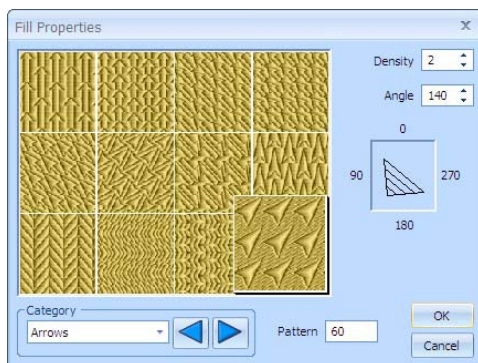 Fill Properties
Density 2
Angle 140
0
90 270
180
Category
Arrows
Pattern 60
OK
Cancel